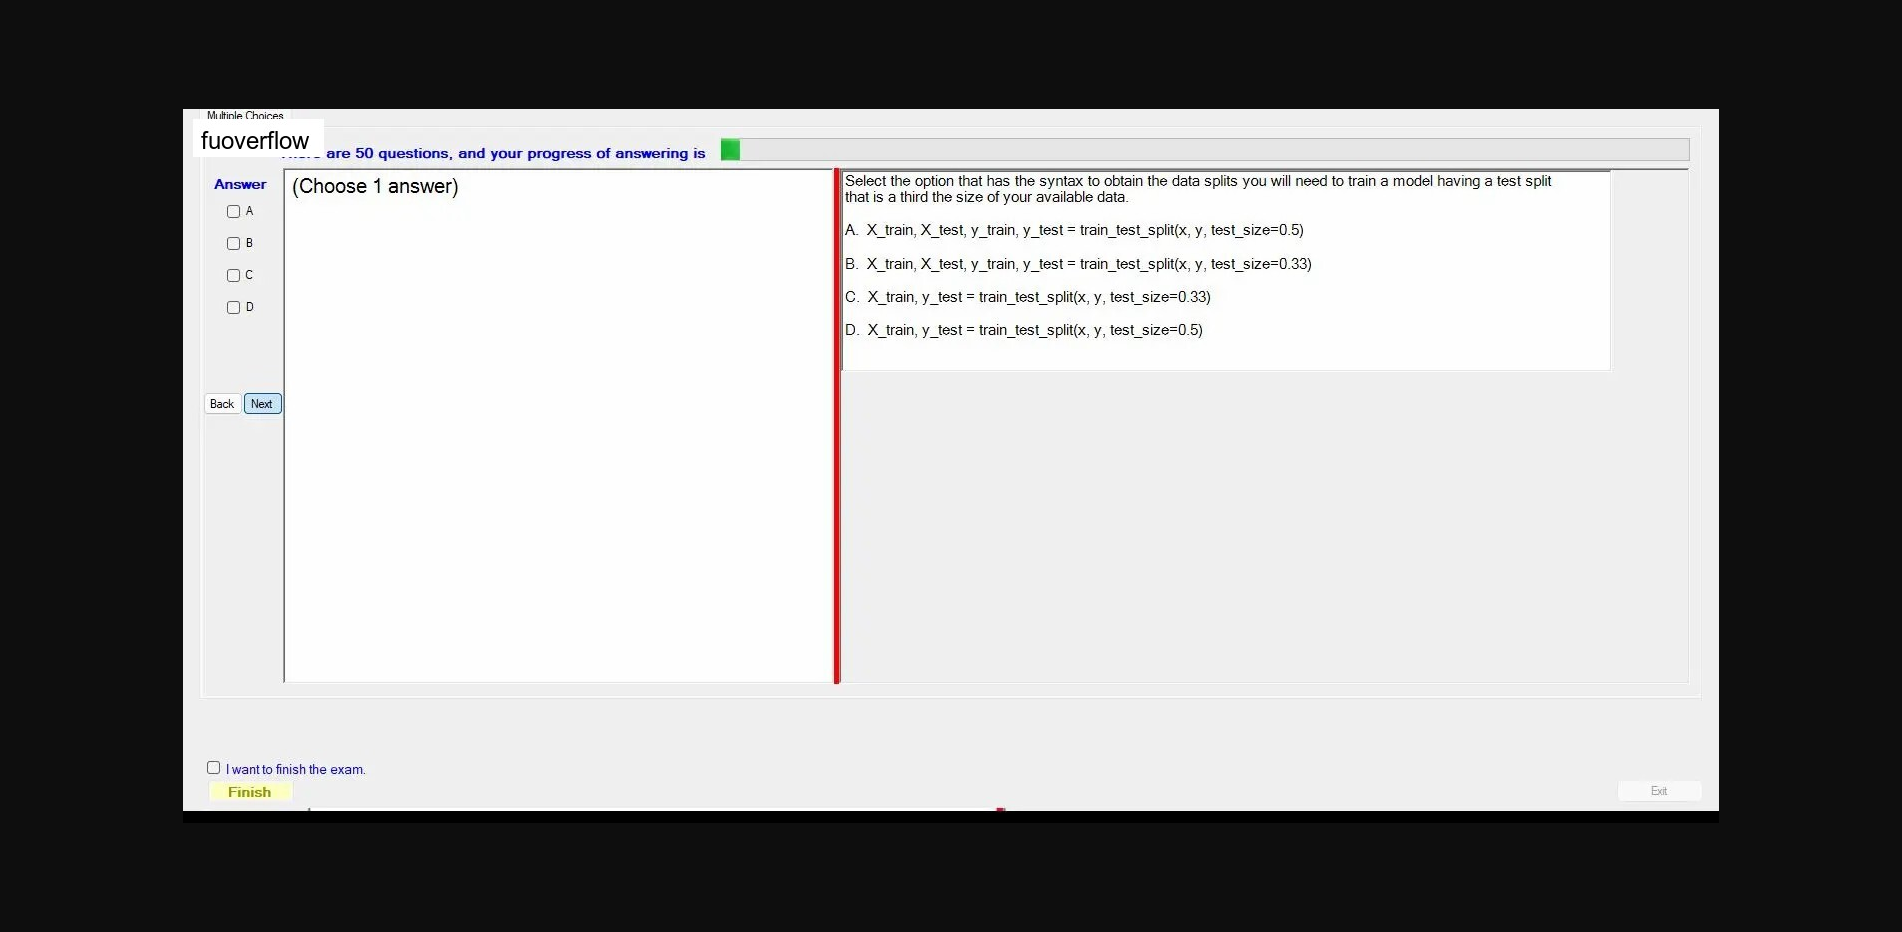 Multiple Choices
fuoverflow
are 50 questions, and your progress of answering is
Answer
A
B
C
D
Back Next
(Choose 1 answer)
Select the option that has the syntax to obtain the data splits you will need to train a model having a test split
that is a third the size of your available data.
A. X_train, X_test, y_train, y_test = train_test_split(x, y, test_size=0.5)
B. X_train, X_test, y_train, y_test = train_test_split(x, y, test_size=0.33)
C. X_train, y_test = train_test_split(x, y, test_size=0.33)
D. X_train, y_test = train_test_split(x, y, test_size=0.5)
I want to finish the exam.
Finish
Exit